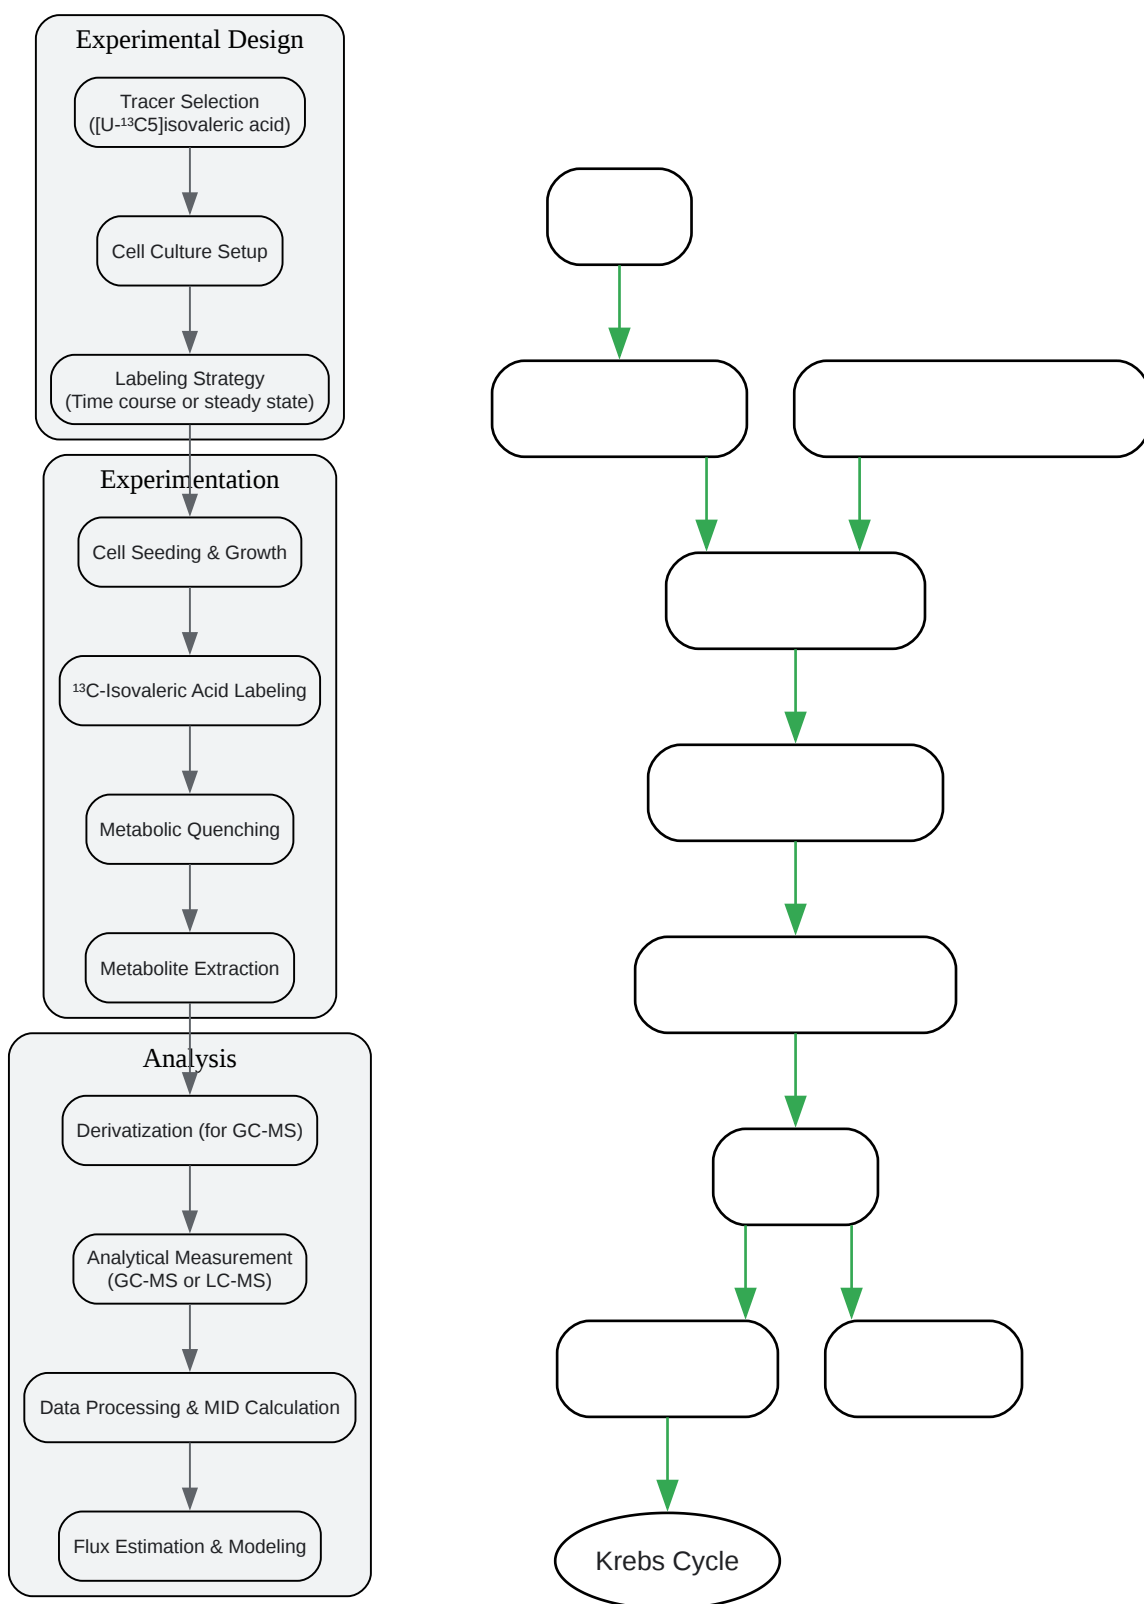 Experimental Design
Tracer Selection
([U-¹³C5]isovaleric acid)
Cell Culture Setup
Labeling Strategy
(Time course or steady state)
Experimentation
Cell Seeding & Growth
¹³C-Isovaleric Acid Labeling
Metabolic Quenching
Metabolite Extraction
Analysis
Derivatization (for GC-MS)
Analytical Measurement
(GC-MS or LC-MS)
Data Processing & MID Calculation
Flux Estimation & Modeling
Krebs Cycle